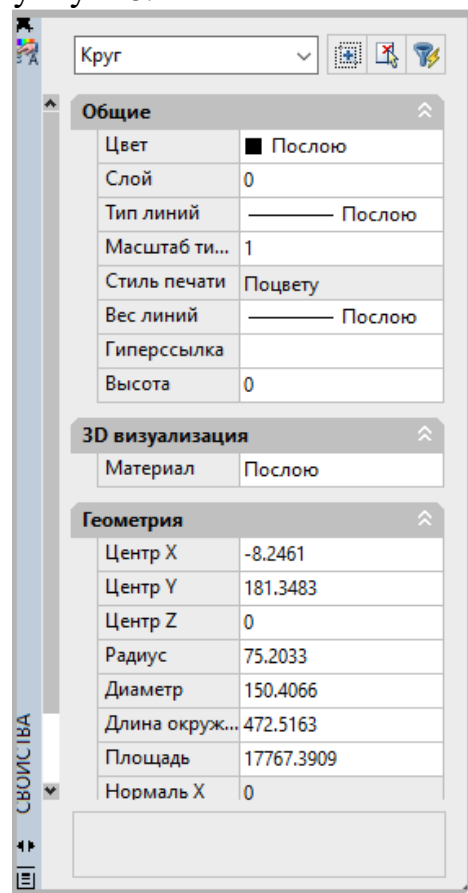 Круг
Общие
Цвет Послою
Слой 0
Тип линий Послою
Масштаб ти... 1
Стиль печати Поцвету
Вес линий Послою
Гиперссылка
Высота 0
3D визуализация
Материал Послою
Геометрия
Центр X -8.2461
Центр Y 181.3483
Центр Z 0
Радиус 75.2033
Диаметр 150.4066
Длина окруж... 472.5163
Площадь 17767.3909
Нормаль X 0
СВОЙСТВА